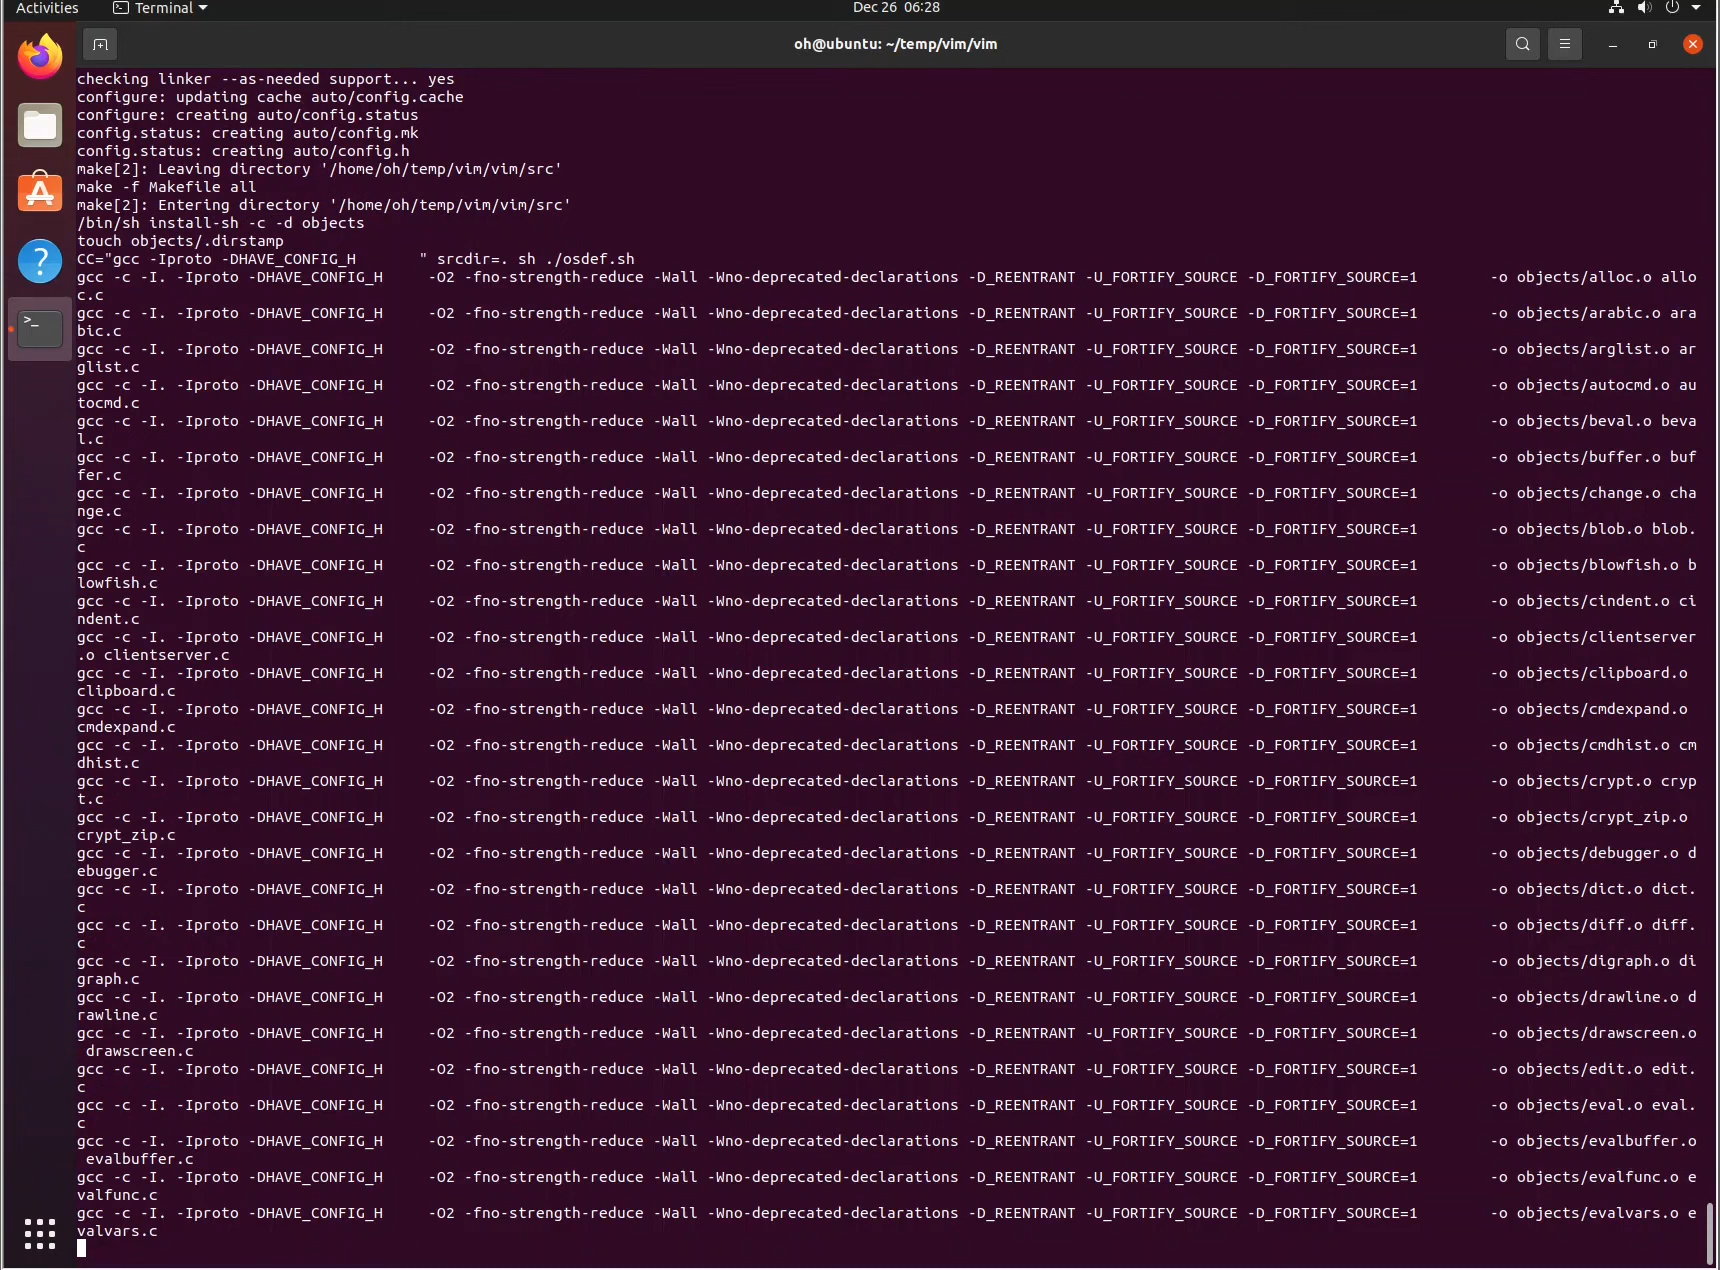 Activities
Terminal
Dec 26 06:28
oh@ubuntu: ~/temp/vim/vim
checking linker --as-needed support... yes
configure: updating cache auto/config.cache
configure: creating auto/config.status
config.status: creating auto/config.mk
config.status: creating auto/config.h
make[2]: Leaving directory '/home/oh/temp/vim/vim/src'
make -f Makefile all
make[2]: Entering directory '/home/oh/temp/vim/vim/src'
/bin/sh install-sh -c -d objects
touch objects/.dirstamp
CC="gcc -Iproto -DHAVE_CONFIG_H       " srcdir=. sh ./osdef.sh
gcc -c -I. -Iproto -DHAVE_CONFIG_H     -O2 -fno-strength-reduce -Wall -Wno-deprecated-declarations -D_REENTRANT -U_FORTIFY_SOURCE -D_FORTIFY_SOURCE=1        -o objects/alloc.o allo
c.c
gcc -c -I. -Iproto -DHAVE_CONFIG_H     -O2 -fno-strength-reduce -Wall -Wno-deprecated-declarations -D_REENTRANT -U_FORTIFY_SOURCE -D_FORTIFY_SOURCE=1        -o objects/arabic.o ara
bic.c
gcc -c -I. -Iproto -DHAVE_CONFIG_H     -O2 -fno-strength-reduce -Wall -Wno-deprecated-declarations -D_REENTRANT -U_FORTIFY_SOURCE -D_FORTIFY_SOURCE=1        -o objects/arglist.o ar
glist.c
gcc -c -I. -Iproto -DHAVE_CONFIG_H     -O2 -fno-strength-reduce -Wall -Wno-deprecated-declarations -D_REENTRANT -U_FORTIFY_SOURCE -D_FORTIFY_SOURCE=1        -o objects/autocmd.o au
tocmd.c
gcc -c -I. -Iproto -DHAVE_CONFIG_H     -O2 -fno-strength-reduce -Wall -Wno-deprecated-declarations -D_REENTRANT -U_FORTIFY_SOURCE -D_FORTIFY_SOURCE=1        -o objects/beval.o beva
l.c
gcc -c -I. -Iproto -DHAVE_CONFIG_H     -O2 -fno-strength-reduce -Wall -Wno-deprecated-declarations -D_REENTRANT -U_FORTIFY_SOURCE -D_FORTIFY_SOURCE=1        -o objects/buffer.o buf
fer.c
gcc -c -I. -Iproto -DHAVE_CONFIG_H     -O2 -fno-strength-reduce -Wall -Wno-deprecated-declarations -D_REENTRANT -U_FORTIFY_SOURCE -D_FORTIFY_SOURCE=1        -o objects/change.o cha
nge.c
gcc -c -I. -Iproto -DHAVE_CONFIG_H     -O2 -fno-strength-reduce -Wall -Wno-deprecated-declarations -D_REENTRANT -U_FORTIFY_SOURCE -D_FORTIFY_SOURCE=1        -o objects/blob.o blob.
c
gcc -c -I. -Iproto -DHAVE_CONFIG_H     -O2 -fno-strength-reduce -Wall -Wno-deprecated-declarations -D_REENTRANT -U_FORTIFY_SOURCE -D_FORTIFY_SOURCE=1        -o objects/blowfish.o b
lowfish.c
gcc -c -I. -Iproto -DHAVE_CONFIG_H     -O2 -fno-strength-reduce -Wall -Wno-deprecated-declarations -D_REENTRANT -U_FORTIFY_SOURCE -D_FORTIFY_SOURCE=1        -o objects/cindent.o ci
ndent.c
gcc -c -I. -Iproto -DHAVE_CONFIG_H     -O2 -fno-strength-reduce -Wall -Wno-deprecated-declarations -D_REENTRANT -U_FORTIFY_SOURCE -D_FORTIFY_SOURCE=1        -o objects/clientserver
.o clientserver.c
gcc -c -I. -Iproto -DHAVE_CONFIG_H     -O2 -fno-strength-reduce -Wall -Wno-deprecated-declarations -D_REENTRANT -U_FORTIFY_SOURCE -D_FORTIFY_SOURCE=1        -o objects/clipboard.o
clipboard.c
gcc -c -I. -Iproto -DHAVE_CONFIG_H     -O2 -fno-strength-reduce -Wall -Wno-deprecated-declarations -D_REENTRANT -U_FORTIFY_SOURCE -D_FORTIFY_SOURCE=1        -o objects/cmdexpand.o
cmdexpand.c
gcc -c -I. -Iproto -DHAVE_CONFIG_H     -O2 -fno-strength-reduce -Wall -Wno-deprecated-declarations -D_REENTRANT -U_FORTIFY_SOURCE -D_FORTIFY_SOURCE=1        -o objects/cmdhist.o cm
dhist.c
gcc -c -I. -Iproto -DHAVE_CONFIG_H     -O2 -fno-strength-reduce -Wall -Wno-deprecated-declarations -D_REENTRANT -U_FORTIFY_SOURCE -D_FORTIFY_SOURCE=1        -o objects/crypt.o cryp
t.c
gcc -c -I. -Iproto -DHAVE_CONFIG_H     -O2 -fno-strength-reduce -Wall -Wno-deprecated-declarations -D_REENTRANT -U_FORTIFY_SOURCE -D_FORTIFY_SOURCE=1        -o objects/crypt_zip.o
crypt_zip.c
gcc -c -I. -Iproto -DHAVE_CONFIG_H     -O2 -fno-strength-reduce -Wall -Wno-deprecated-declarations -D_REENTRANT -U_FORTIFY_SOURCE -D_FORTIFY_SOURCE=1        -o objects/debugger.o d
ebugger.c
gcc -c -I. -Iproto -DHAVE_CONFIG_H     -O2 -fno-strength-reduce -Wall -Wno-deprecated-declarations -D_REENTRANT -U_FORTIFY_SOURCE -D_FORTIFY_SOURCE=1        -o objects/dict.o dict.
c
gcc -c -I. -Iproto -DHAVE_CONFIG_H     -O2 -fno-strength-reduce -Wall -Wno-deprecated-declarations -D_REENTRANT -U_FORTIFY_SOURCE -D_FORTIFY_SOURCE=1        -o objects/diff.o diff.
c
gcc -c -I. -Iproto -DHAVE_CONFIG_H     -O2 -fno-strength-reduce -Wall -Wno-deprecated-declarations -D_REENTRANT -U_FORTIFY_SOURCE -D_FORTIFY_SOURCE=1        -o objects/digraph.o di
graph.c
gcc -c -I. -Iproto -DHAVE_CONFIG_H     -O2 -fno-strength-reduce -Wall -Wno-deprecated-declarations -D_REENTRANT -U_FORTIFY_SOURCE -D_FORTIFY_SOURCE=1        -o objects/drawline.o d
rawline.c
gcc -c -I. -Iproto -DHAVE_CONFIG_H     -O2 -fno-strength-reduce -Wall -Wno-deprecated-declarations -D_REENTRANT -U_FORTIFY_SOURCE -D_FORTIFY_SOURCE=1        -o objects/drawscreen.o
 drawscreen.c
gcc -c -I. -Iproto -DHAVE_CONFIG_H     -O2 -fno-strength-reduce -Wall -Wno-deprecated-declarations -D_REENTRANT -U_FORTIFY_SOURCE -D_FORTIFY_SOURCE=1        -o objects/edit.o edit.
c
gcc -c -I. -Iproto -DHAVE_CONFIG_H     -O2 -fno-strength-reduce -Wall -Wno-deprecated-declarations -D_REENTRANT -U_FORTIFY_SOURCE -D_FORTIFY_SOURCE=1        -o objects/eval.o eval.
c
gcc -c -I. -Iproto -DHAVE_CONFIG_H     -O2 -fno-strength-reduce -Wall -Wno-deprecated-declarations -D_REENTRANT -U_FORTIFY_SOURCE -D_FORTIFY_SOURCE=1        -o objects/evalbuffer.o
 evalbuffer.c
gcc -c -I. -Iproto -DHAVE_CONFIG_H     -O2 -fno-strength-reduce -Wall -Wno-deprecated-declarations -D_REENTRANT -U_FORTIFY_SOURCE -D_FORTIFY_SOURCE=1        -o objects/evalfunc.o e
valfunc.c
gcc -c -I. -Iproto -DHAVE_CONFIG_H     -O2 -fno-strength-reduce -Wall -Wno-deprecated-declarations -D_REENTRANT -U_FORTIFY_SOURCE -D_FORTIFY_SOURCE=1        -o objects/evalvars.o e
valvars.c